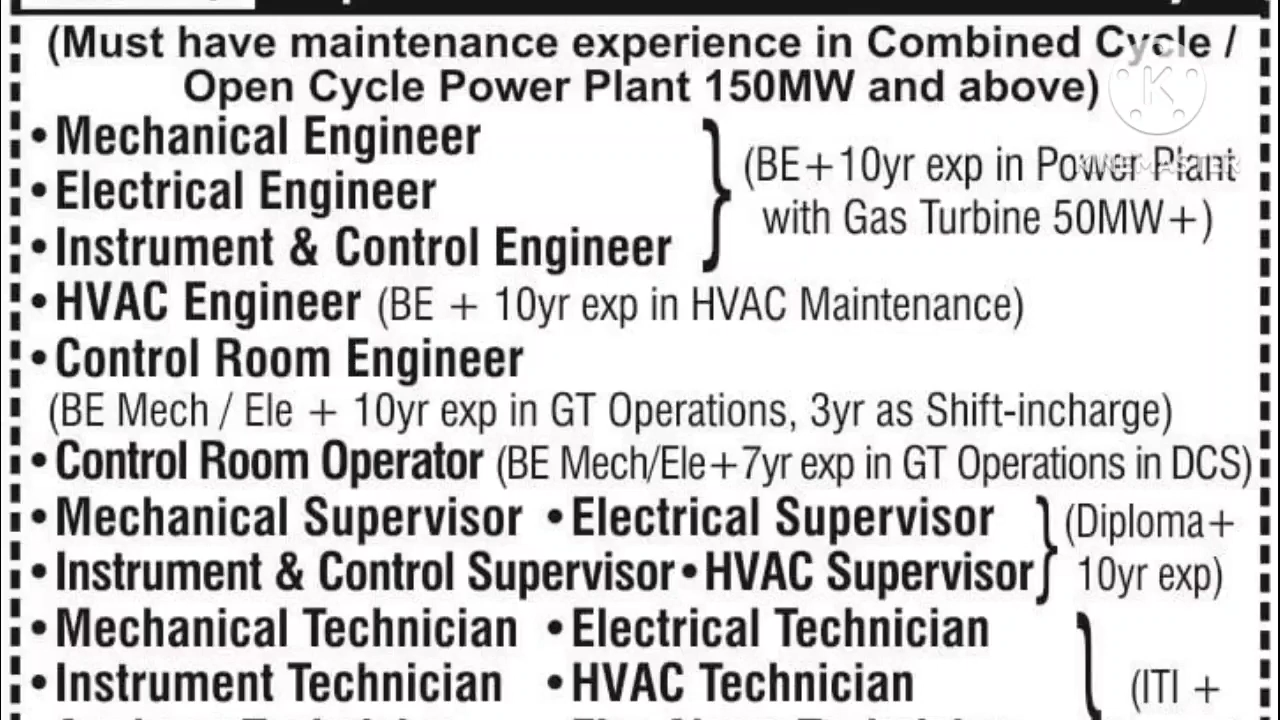 (Must have maintenance experience in Combined Cycle /
Open Cycle Power Plant 150MW and above)
• Mechanical Engineer
• Electrical Engineer
• Instrument & Control Engineer
(BE+10yr exp in Power Plant
with Gas Turbine 50MW+)
• HVAC Engineer (BE + 10yr exp in HVAC Maintenance)
• Control Room Engineer
(BE Mech / Ele + 10yr exp in GT Operations, 3yr as Shift-incharge)
• Control Room Operator (BE Mech/Ele+7yr exp in GT Operations in DCS)
• Mechanical Supervisor • Electrical Supervisor
• Instrument & Control Supervisor • HVAC Supervisor
(Diploma+
10yr exp)
• Mechanical Technician • Electrical Technician
• Instrument Technician • HVAC Technician
(ITI +
K
KINEMASTER